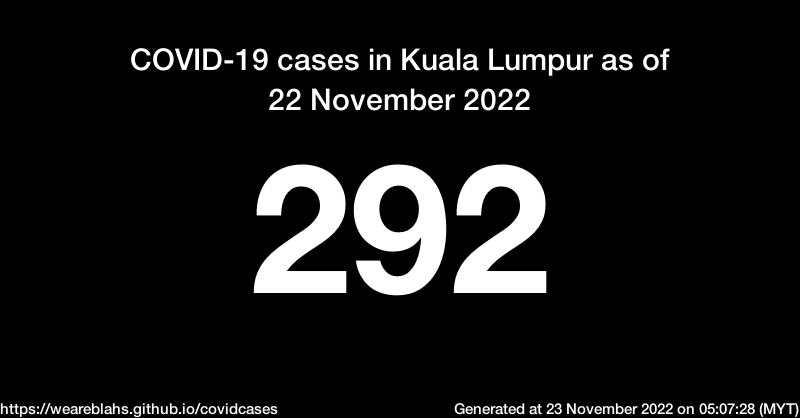 COVID-19 cases in Kuala Lumpur as of
22 November 2022
292
https://weareblahs.github.io/covidcases
Generated at 23 November 2022 on 05:07:28 (MYT)